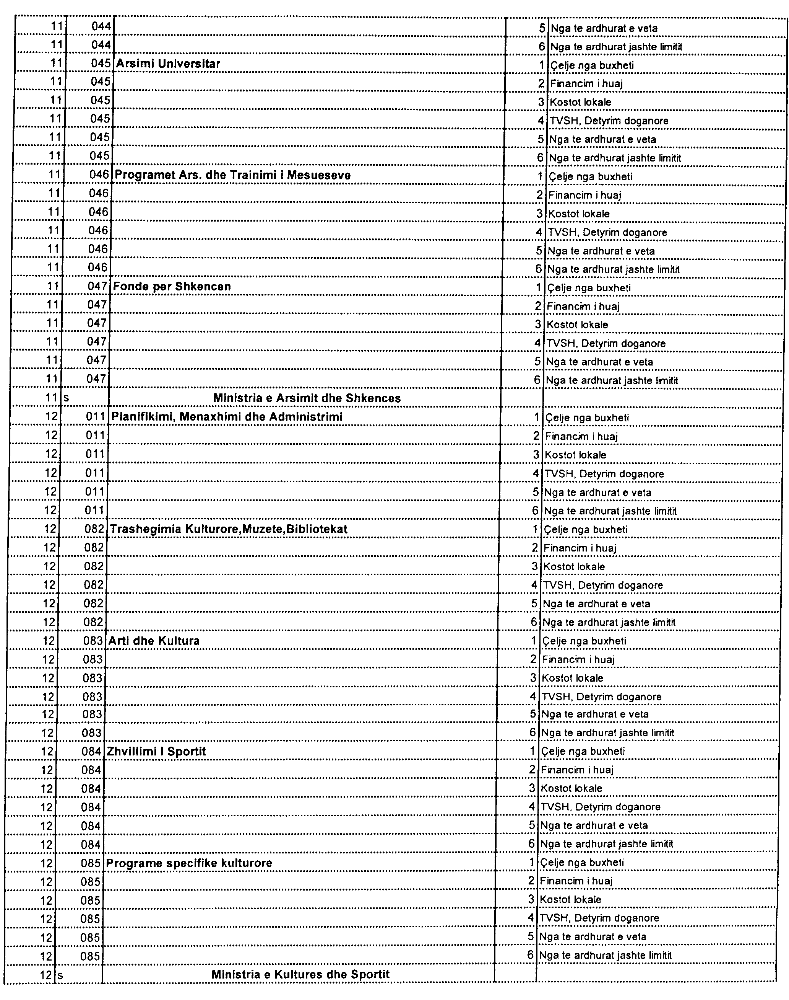 11 044 5 Nga te ardhurat e veta
11 044 6 Nga te ardhurat jashte limitit
11 045 Arsimi Universitar 1 Çelje nga buxheti
11 045 2 Financim i huaj
11 045 3 Kostot lokale
11 045 4 TVSH, Detyrim doganore
11 045 5 Nga te ardhurat e veta
11 045 6 Nga te ardhurat jashte limitit
11 046 Programet Ars. dhe Trainimi i Mesueseve 1 Çelje nga buxheti
11 046 2 Financim i huaj
11 046 3 Kostot lokale
11 046 4 TVSH, Detyrim doganore
11 046 5 Nga te ardhurat e veta
11 046 6 Nga te ardhurat jashte limitit
11 047 Fonde per Shkencen 1 Çelje nga buxheti
11 047 2 Financim i huaj
11 047 3 Kostot lokale
11 047 4 TVSH, Detyrim doganore
11 047 5 Nga te ardhurat e veta
11 047 6 Nga te ardhurat jashte limitit
11 s Ministria e Arsimit dhe Shkences
12 011 Planifikimi, Menaxhimi dhe Administrimi 1 Çelje nga buxheti
12 011 2 Financim i huaj
12 011 3 Kostot lokale
12 011 4 TVSH, Detyrim doganore
12 011 5 Nga te ardhurat e veta
12 011 6 Nga te ardhurat jashte limitit
12 082 Trashegimia Kulturore,Muzete,Bibliotekat 1 Çelje nga buxheti
12 082 2 Financim i huaj
12 082 3 Kostot lokale
12 082 4 TVSH, Detyrim doganore
12 082 5 Nga te ardhurat e veta
12 082 6 Nga te ardhurat jashte limitit
12 083 Arti dhe Kultura 1 Çelje nga buxheti
12 083 2 Financim i huaj
12 083 3 Kostot lokale
12 083 4 TVSH, Detyrim doganore
12 083 5 Nga te ardhurat e veta
12 083 6 Nga te ardhurat jashte limitit
12 084 Zhvillimi I Sportit 1 Çelje nga buxheti
12 084 2 Financim i huaj
12 084 3 Kostot lokale
12 084 4 TVSH, Detyrim doganore
12 084 5 Nga te ardhurat e veta
12 084 6 Nga te ardhurat jashte limitit
12 085 Programe specifike kulturore 1 Çelje nga buxheti
12 085 2 Financim i huaj
12 085 3 Kostot lokale
12 085 4 TVSH, Detyrim doganore
12 085 5 Nga te ardhurat e veta
12 085 6 Nga te ardhurat jashte limitit
12 s Ministria e Kultures dhe Sportit